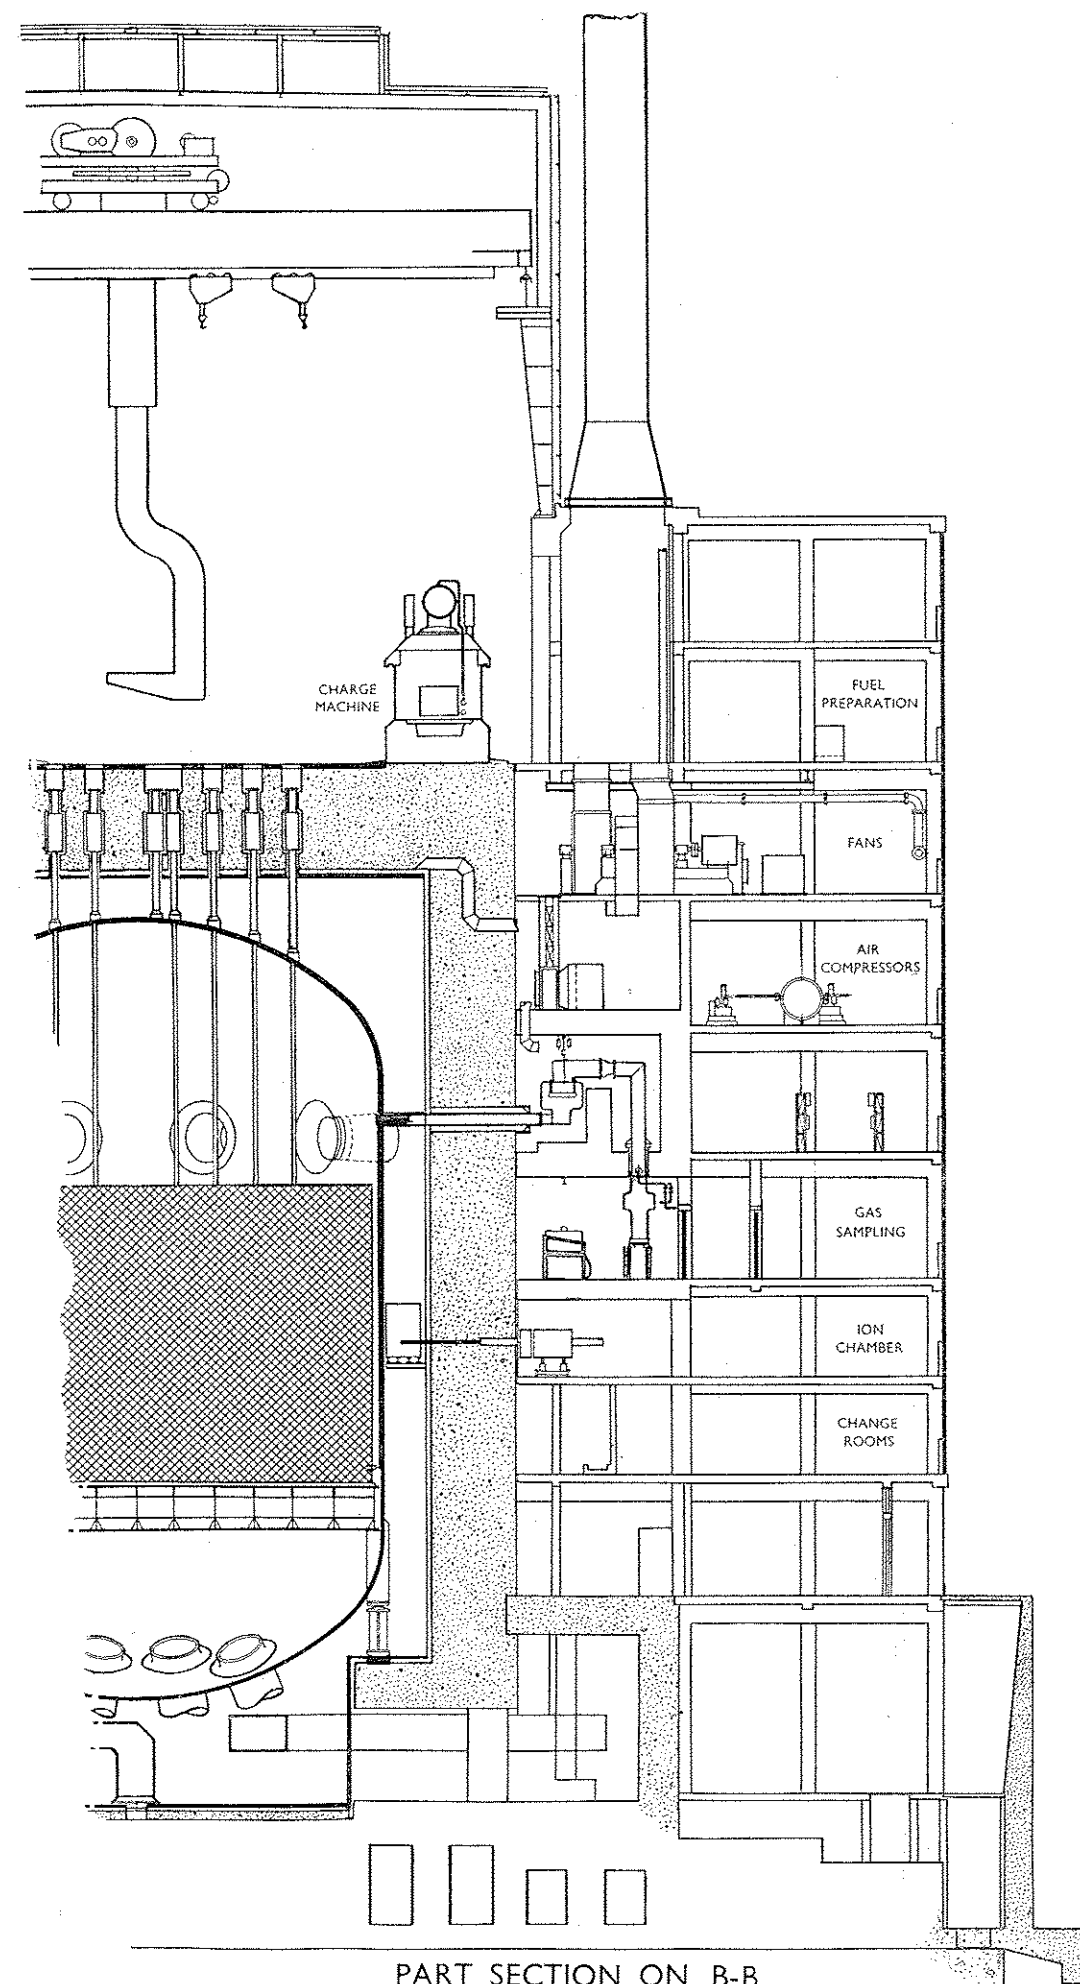 CHARGE
MACHINE
FUEL
PREPARATION
FANS
AIR
COMPRESSORS
GAS
SAMPLING
ION
CHAMBER
CHANGE
ROOMS
PART SECTION ON B-B